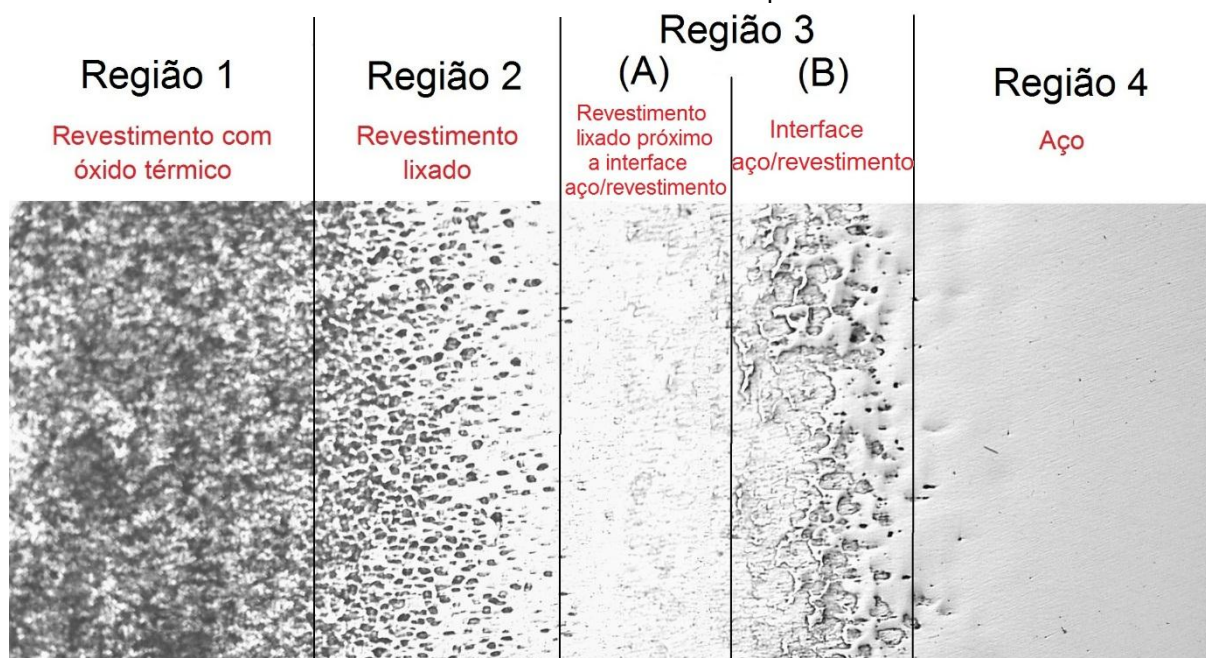 Região 1
Revestimento com
óxido térmico
Região 2
Revestimento
lixado
Região 3
(A)
Revestimento
lixado próximo
a interface
aço/revestimento
(B)
Interface
aço/revestimento
Região 4
Aço